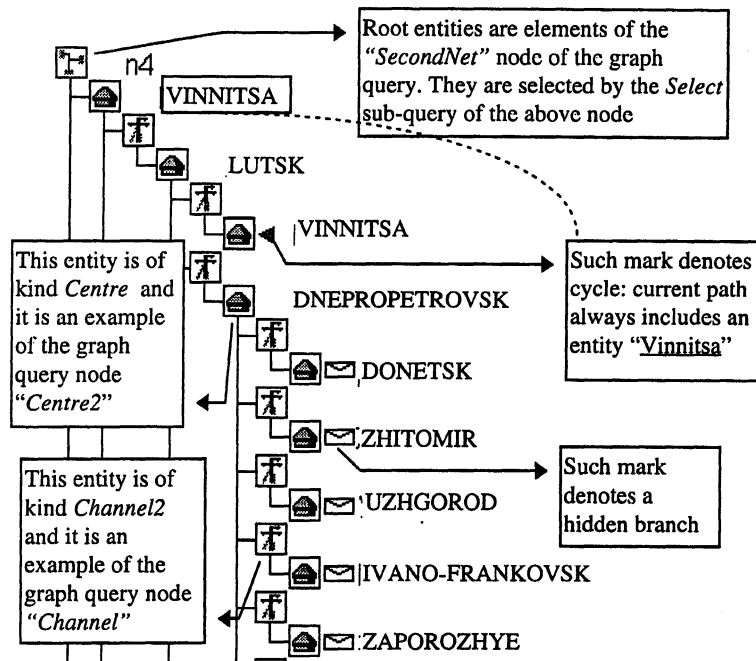 Root entities are elements of the
“SecondNet” node of the graph
query. They are selected by the Select
sub-query of the above node
n4
VINNITSA
LUTSK
VINNITSA
This entity is of
kind Centre and
it is an example
of the graph
query node
“Centre2”
Such mark denotes
cycle: current path
always includes an
entity “Vinnitsa”
DNEPROPETROVSK
DONETSK
ZHITOMIR
Such mark
denotes a
hidden branch
This entity is of
kind Channel2
and it is an
example of the
graph query node
“Channel”
UZHGOROD
IVANO-FRANKOVSK
ZAPOROZHYE